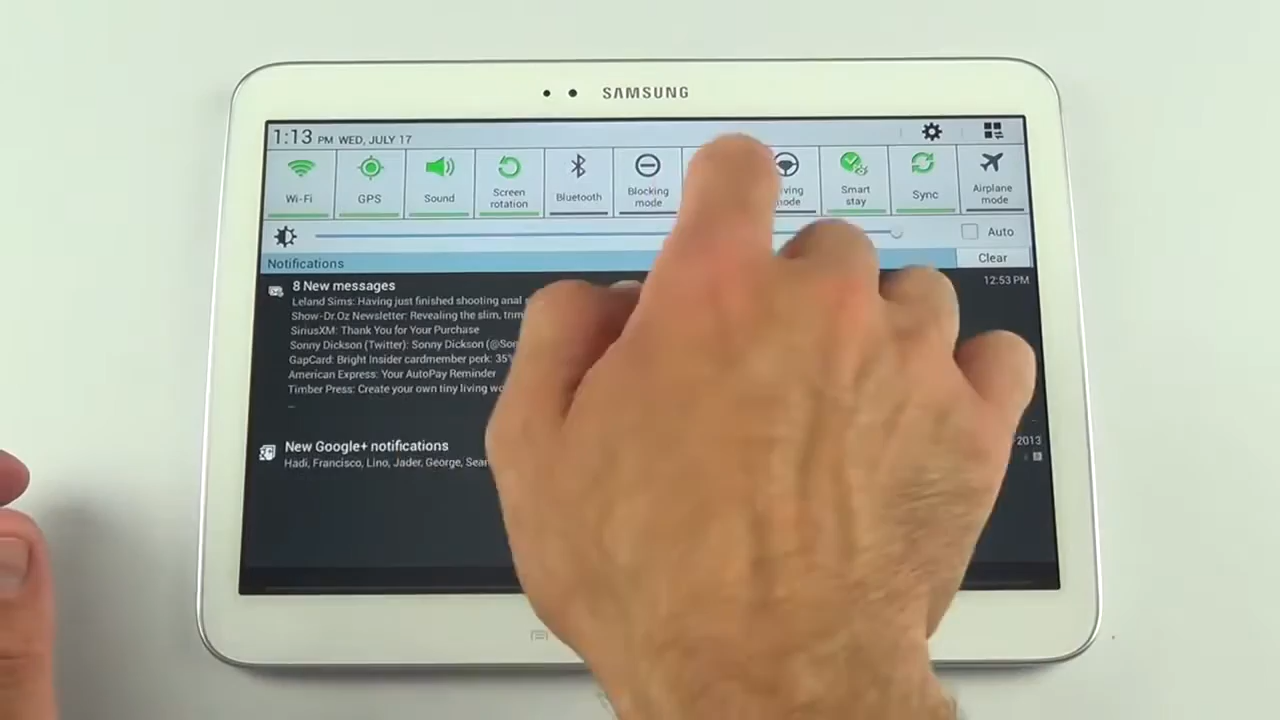 SAMSUNG
1:13 PM WED, JULY 17
Wi-Fi
GPS
Sound
Screen
rotation
Bluetooth
Blocking
mode
Smart
stay
Sync
Airplane
mode
Auto
Notifications
Clear
8 New messages
12:53 PM
Leland Sims: Having just finished shooting
Show-Dr.Oz Newsletter: Revealing the slim,
SiriusXM: Thank You for Your Purchase
Sonny Dickson (Twitter): Sonny Dickson
GapCard: Bright Insider cardmember perk: 35
American Express: Your AutoPay Reminder
Timber Press: Create your own tiny living
New Google+ notifications
2013
Hadi, Francisco, Lino, Jader, George,